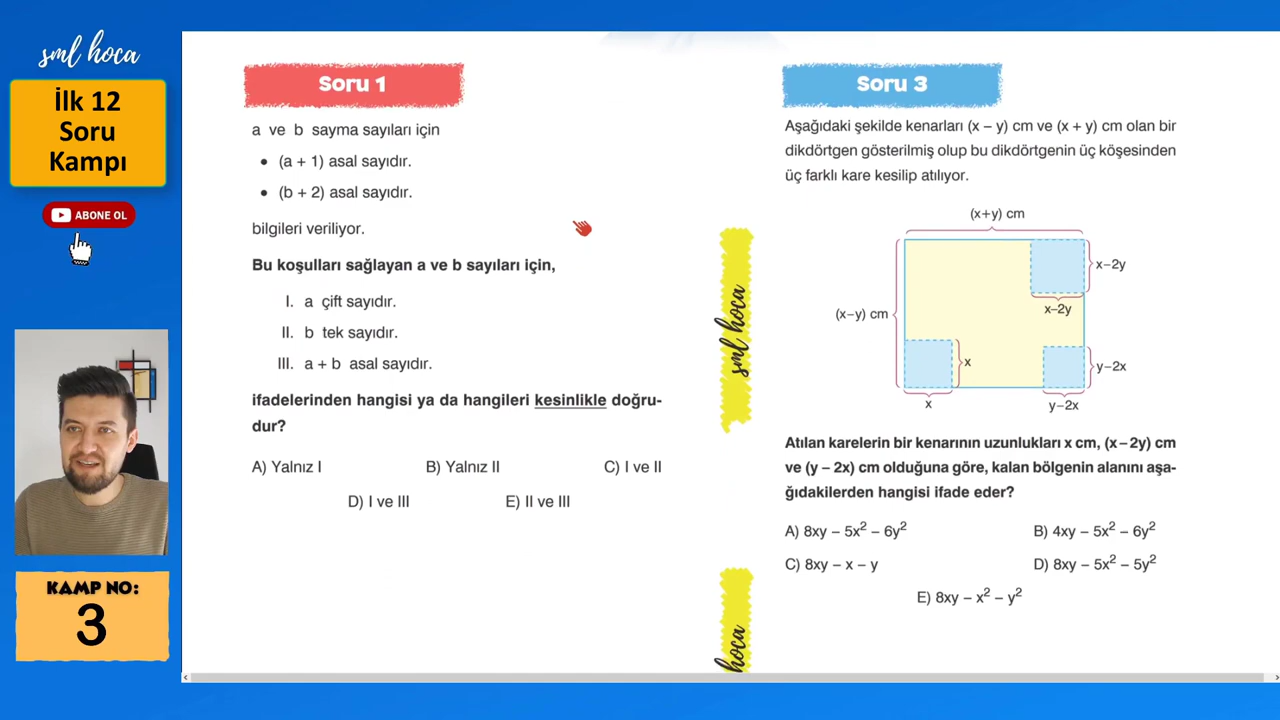 sml hoca
İlk 12
Soru
Kampı
ABONE OL
KAMP NO:
3
Soru 1
a ve b sayma sayıları için
• (a + 1) asal sayıdır.
• (b + 2) asal sayıdır.
bilgileri veriliyor.
Bu koşulları sağlayan a ve b sayıları için,
I. a çift sayıdır.
II. b tek sayıdır.
III. a + b asal sayıdır.
ifadelerinden hangisi ya da hangileri kesinlikle doğru-
dur?
A) Yalnız I B) Yalnız II C) I ve II
D) I ve III E) II ve III
sml hoca
hoca
Soru 3
Aşağıdaki şekilde kenarları (x – y) cm ve (x + y) cm olan bir
dikdörtgen gösterilmiş olup bu dikdörtgenin üç köşesinden
üç farklı kare kesilip atılıyor.
(x+y) cm
x–2y
x–2y
(x–y) cm
x
y–2x
x
y–2x
Atılan karelerin bir kenarının uzunlukları x cm, (x – 2y) cm
ve (y – 2x) cm olduğuna göre, kalan bölgenin alanını aşa-
ğıdakilerden hangisi ifade eder?
A) 8xy – 5x² – 6y² B) 4xy – 5x² – 6y²
C) 8xy – x – y D) 8xy – 5x² – 5y²
E) 8xy – x² – y²